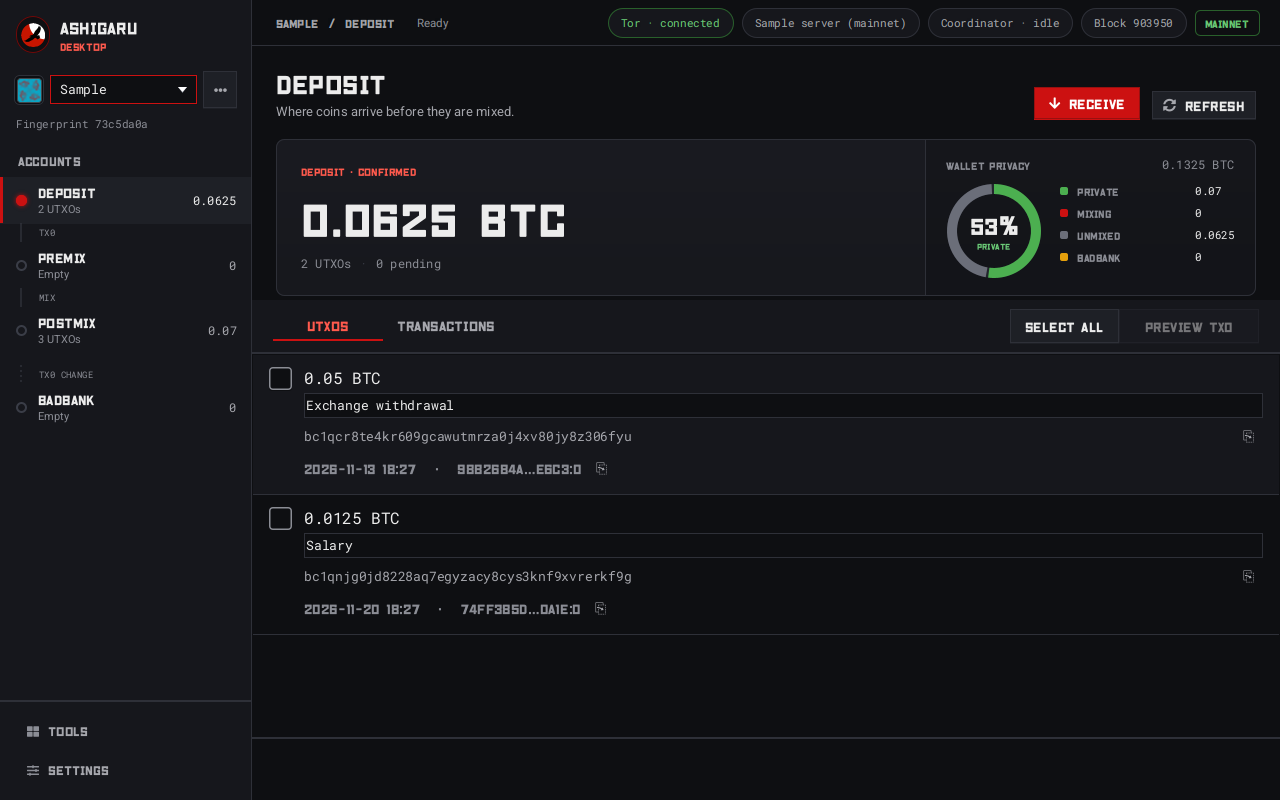 ASHIGARU
DESKTOP
Sample
Fingerprint 73c5da0a
ACCOUNTS
DEPOSIT
2 UTXOs
0.0625
TX0
PREMIX
Empty
0
MIX
POSTMIX
3 UTXOs
0.07
TX0 CHANGE
BADBANK
Empty
0
TOOLS
SETTINGS
SAMPLE / DEPOSIT Ready
Tor · connected
Sample server (mainnet)
Coordinator · idle
Block 903950
MAINNET
DEPOSIT
Where coins arrive before they are mixed.
RECEIVE
REFRESH
DEPOSIT · CONFIRMED
0.0625 BTC
2 UTXOs · 0 pending
WALLET PRIVACY 0.1325 BTC
53%
PRIVATE
PRIVATE 0.07
MIXING 0
UNMIXED 0.0625
BADBANK 0
UTXOS TRANSACTIONS
SELECT ALL PREVIEW TX0
0.05 BTC
Exchange withdrawal
bc1qcr8te4kr609gcawutmrza0j4xv80jy8z306fyu
2026-11-13 18:27 · 9882684A...E6C3:0
0.0125 BTC
Salary
bc1qnjg0jd8228aq7egyzacy8cys3knf9xvrerkf9g
2026-11-20 18:27 · 74FF385D...0A1E:0